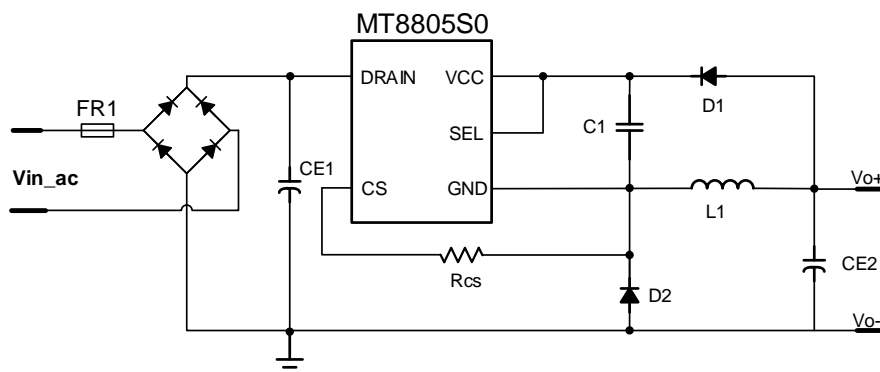 MT8805S0
DRAIN
VCC
FR1
D1
SEL
C1
CE1
Vin_ac
CS
GND
Vo+
L1
CE2
Rcs
D2
Vo-